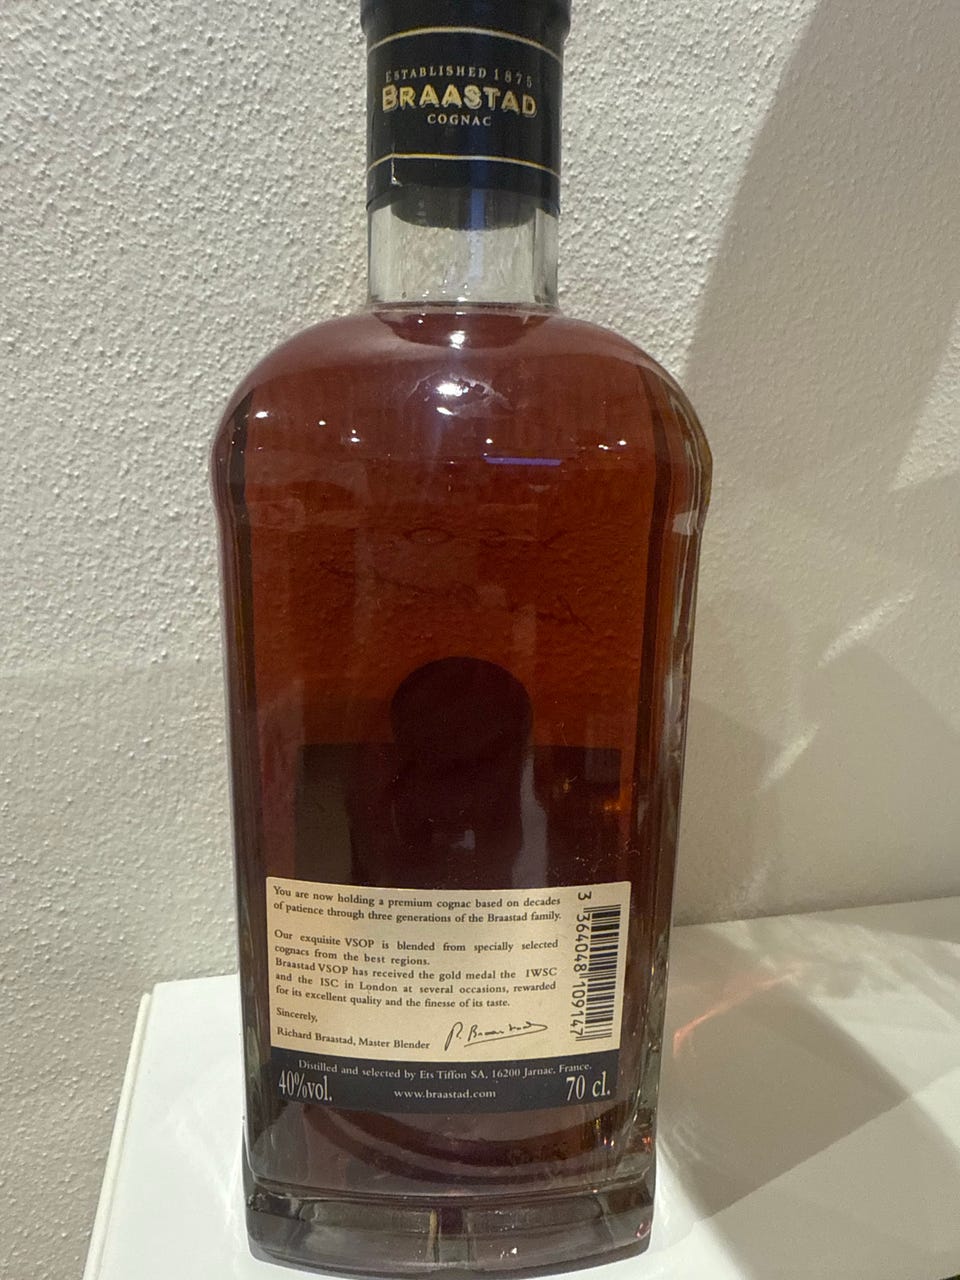 ESTABLISHED 1875
BRAASTAD
COGNAC
You are now holding a premium cognac based on decades
of patience through three generations of the Braastad family.
Our exquisite VSOP is blended from specially selected
cognacs from the best regions.
Braastad VSOP has received the gold medal the IWSC
and the ISC in London at several occasions, rewarded
for its excellent quality and the finesse of its taste.
Sincerely,
Richard Braastad, Master Blender
R. Braastad
3 364048 109147
Distilled and selected by Ets Tiffon SA, 16200 Jarnac, France.
40%vol.
www.braastad.com
70 cl.